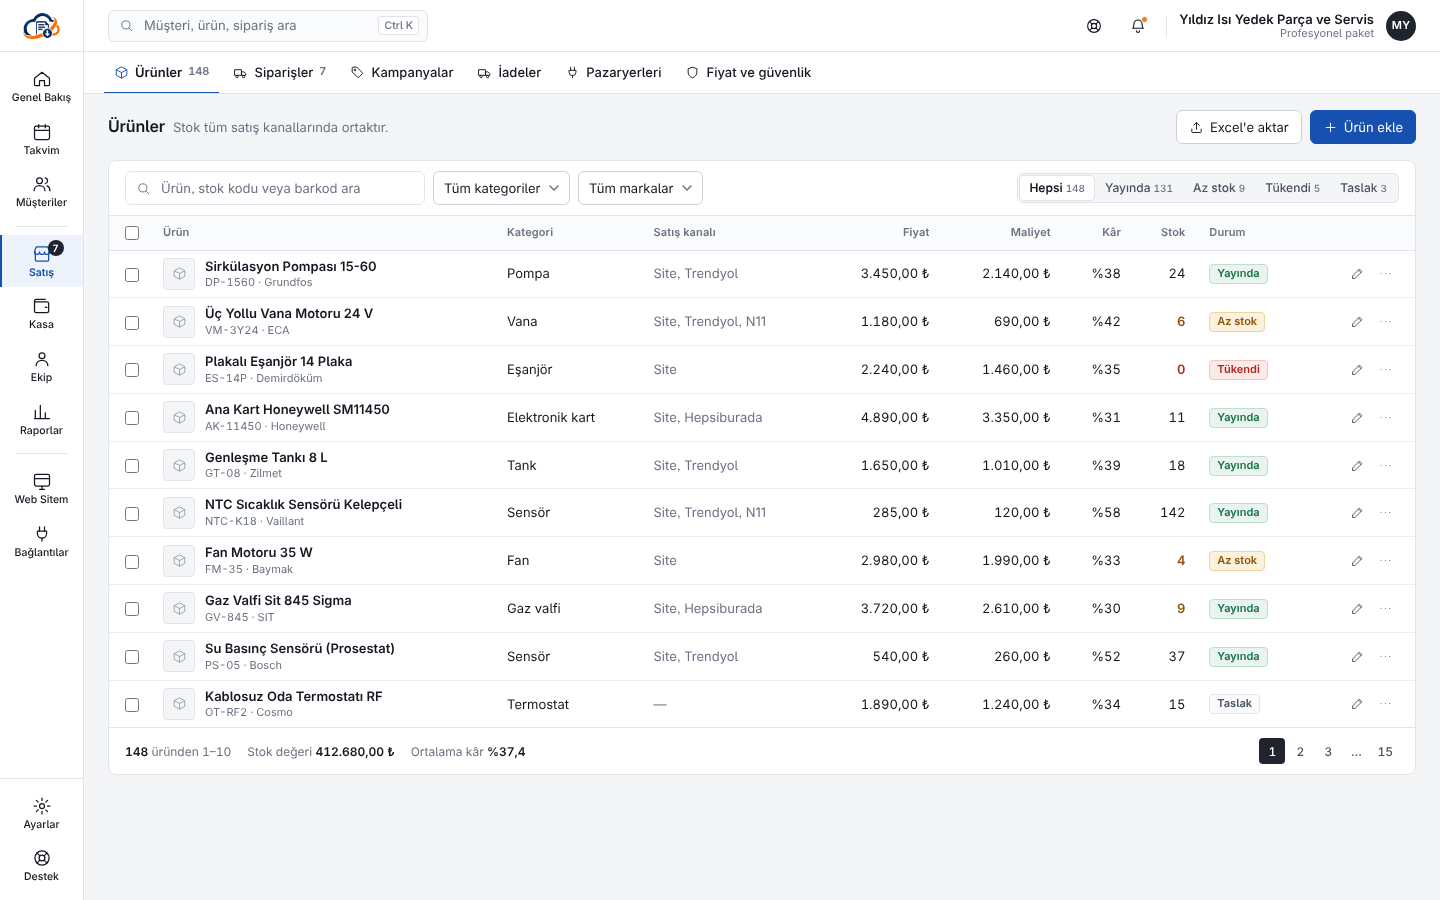 Müşteri, ürün, sipariş ara
Ctrl K
Yıldız Isı Yedek Parça ve Servis
Profesyonel paket
MY
Genel Bakış
Takvim
Müşteriler
7
Satış
Kasa
Ekip
Raporlar
Web Sitem
Bağlantılar
Ayarlar
Destek
Ürünler 148
Siparişler 7
Kampanyalar
İadeler
Pazaryerleri
Fiyat ve güvenlik
Ürünler Stok tüm satış kanallarında ortaktır.
Excel'e aktar
Ürün ekle
Ürün, stok kodu veya barkod ara
Tüm kategoriler
Tüm markalar
Hepsi 148
Yayında 131
Az stok 9
Tükendi 5
Taslak 3
Ürün Kategori Satış kanalı Fiyat Maliyet Kâr Stok Durum
Sirkülasyon Pompası 15-60
DP-1560 · Grundfos
Pompa Site, Trendyol 3.450,00 ₺ 2.140,00 ₺ %38 24 Yayında ...
Üç Yollu Vana Motoru 24 V
VM-3Y24 · ECA
Vana Site, Trendyol, N11 1.180,00 ₺ 690,00 ₺ %42 6 Az stok ...
Plakalı Eşanjör 14 Plaka
ES-14P · Demirdöküm
Eşanjör Site 2.240,00 ₺ 1.460,00 ₺ %35 0 Tükendi ...
Ana Kart Honeywell SM11450
AK-11450 · Honeywell
Elektronik kart Site, Hepsiburada 4.890,00 ₺ 3.350,00 ₺ %31 11 Yayında ...
Genleşme Tankı 8 L
GT-08 · Zilmet
Tank Site, Trendyol 1.650,00 ₺ 1.010,00 ₺ %39 18 Yayında ...
NTC Sıcaklık Sensörü Kelepçeli
NTC-K18 · Vaillant
Sensör Site, Trendyol, N11 285,00 ₺ 120,00 ₺ %58 142 Yayında ...
Fan Motoru 35 W
FM-35 · Baymak
Fan Site 2.980,00 ₺ 1.990,00 ₺ %33 4 Az stok ...
Gaz Valfi Sit 845 Sigma
GV-845 · SIT
Gaz valfi Site, Hepsiburada 3.720,00 ₺ 2.610,00 ₺ %30 9 Yayında ...
Su Basınç Sensörü (Prosestat)
PS-05 · Bosch
Sensör Site, Trendyol 540,00 ₺ 260,00 ₺ %52 37 Yayında ...
Kablosuz Oda Termostatı RF
OT-RF2 · Cosmo
Termostat — 1.890,00 ₺ 1.240,00 ₺ %34 15 Taslak ...
148 üründen 1–10 Stok değeri 412.680,00 ₺ Ortalama kâr %37,4
1 2 3 ... 15